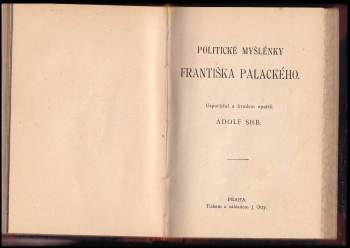 POLITICKÉ MYŠLÉNKY
FRANTIŠKA PALACKÉHO.
Uspořádal a úvodem opatřil
ADOLF SRB.
PRAHA.
Tiskem a nákladem J. Otty.